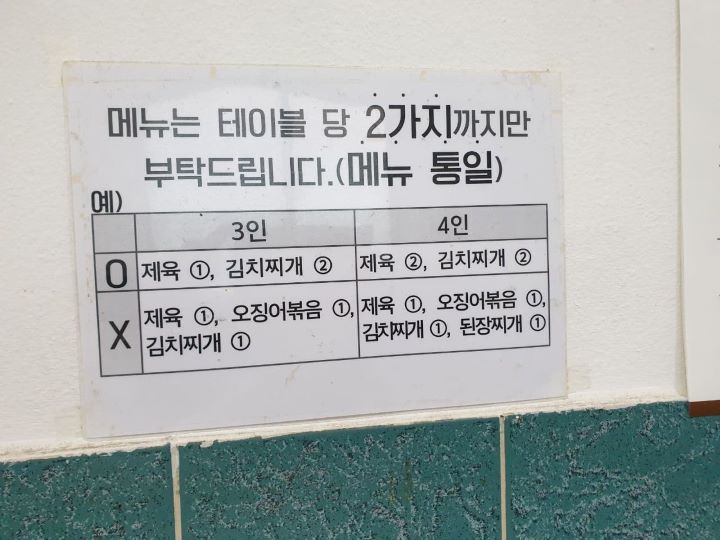 메뉴는 테이블 당 2가지까지만
부탁드립니다.(메뉴 통일)
예)
3인 4인
O 제육 ①, 김치찌개 ② 제육 ②, 김치찌개 ②
X 제육 ①, 오징어볶음 ①, 제육 ①, 오징어볶음 ①,
김치찌개 ① 김치찌개 ①, 된장찌개 ①